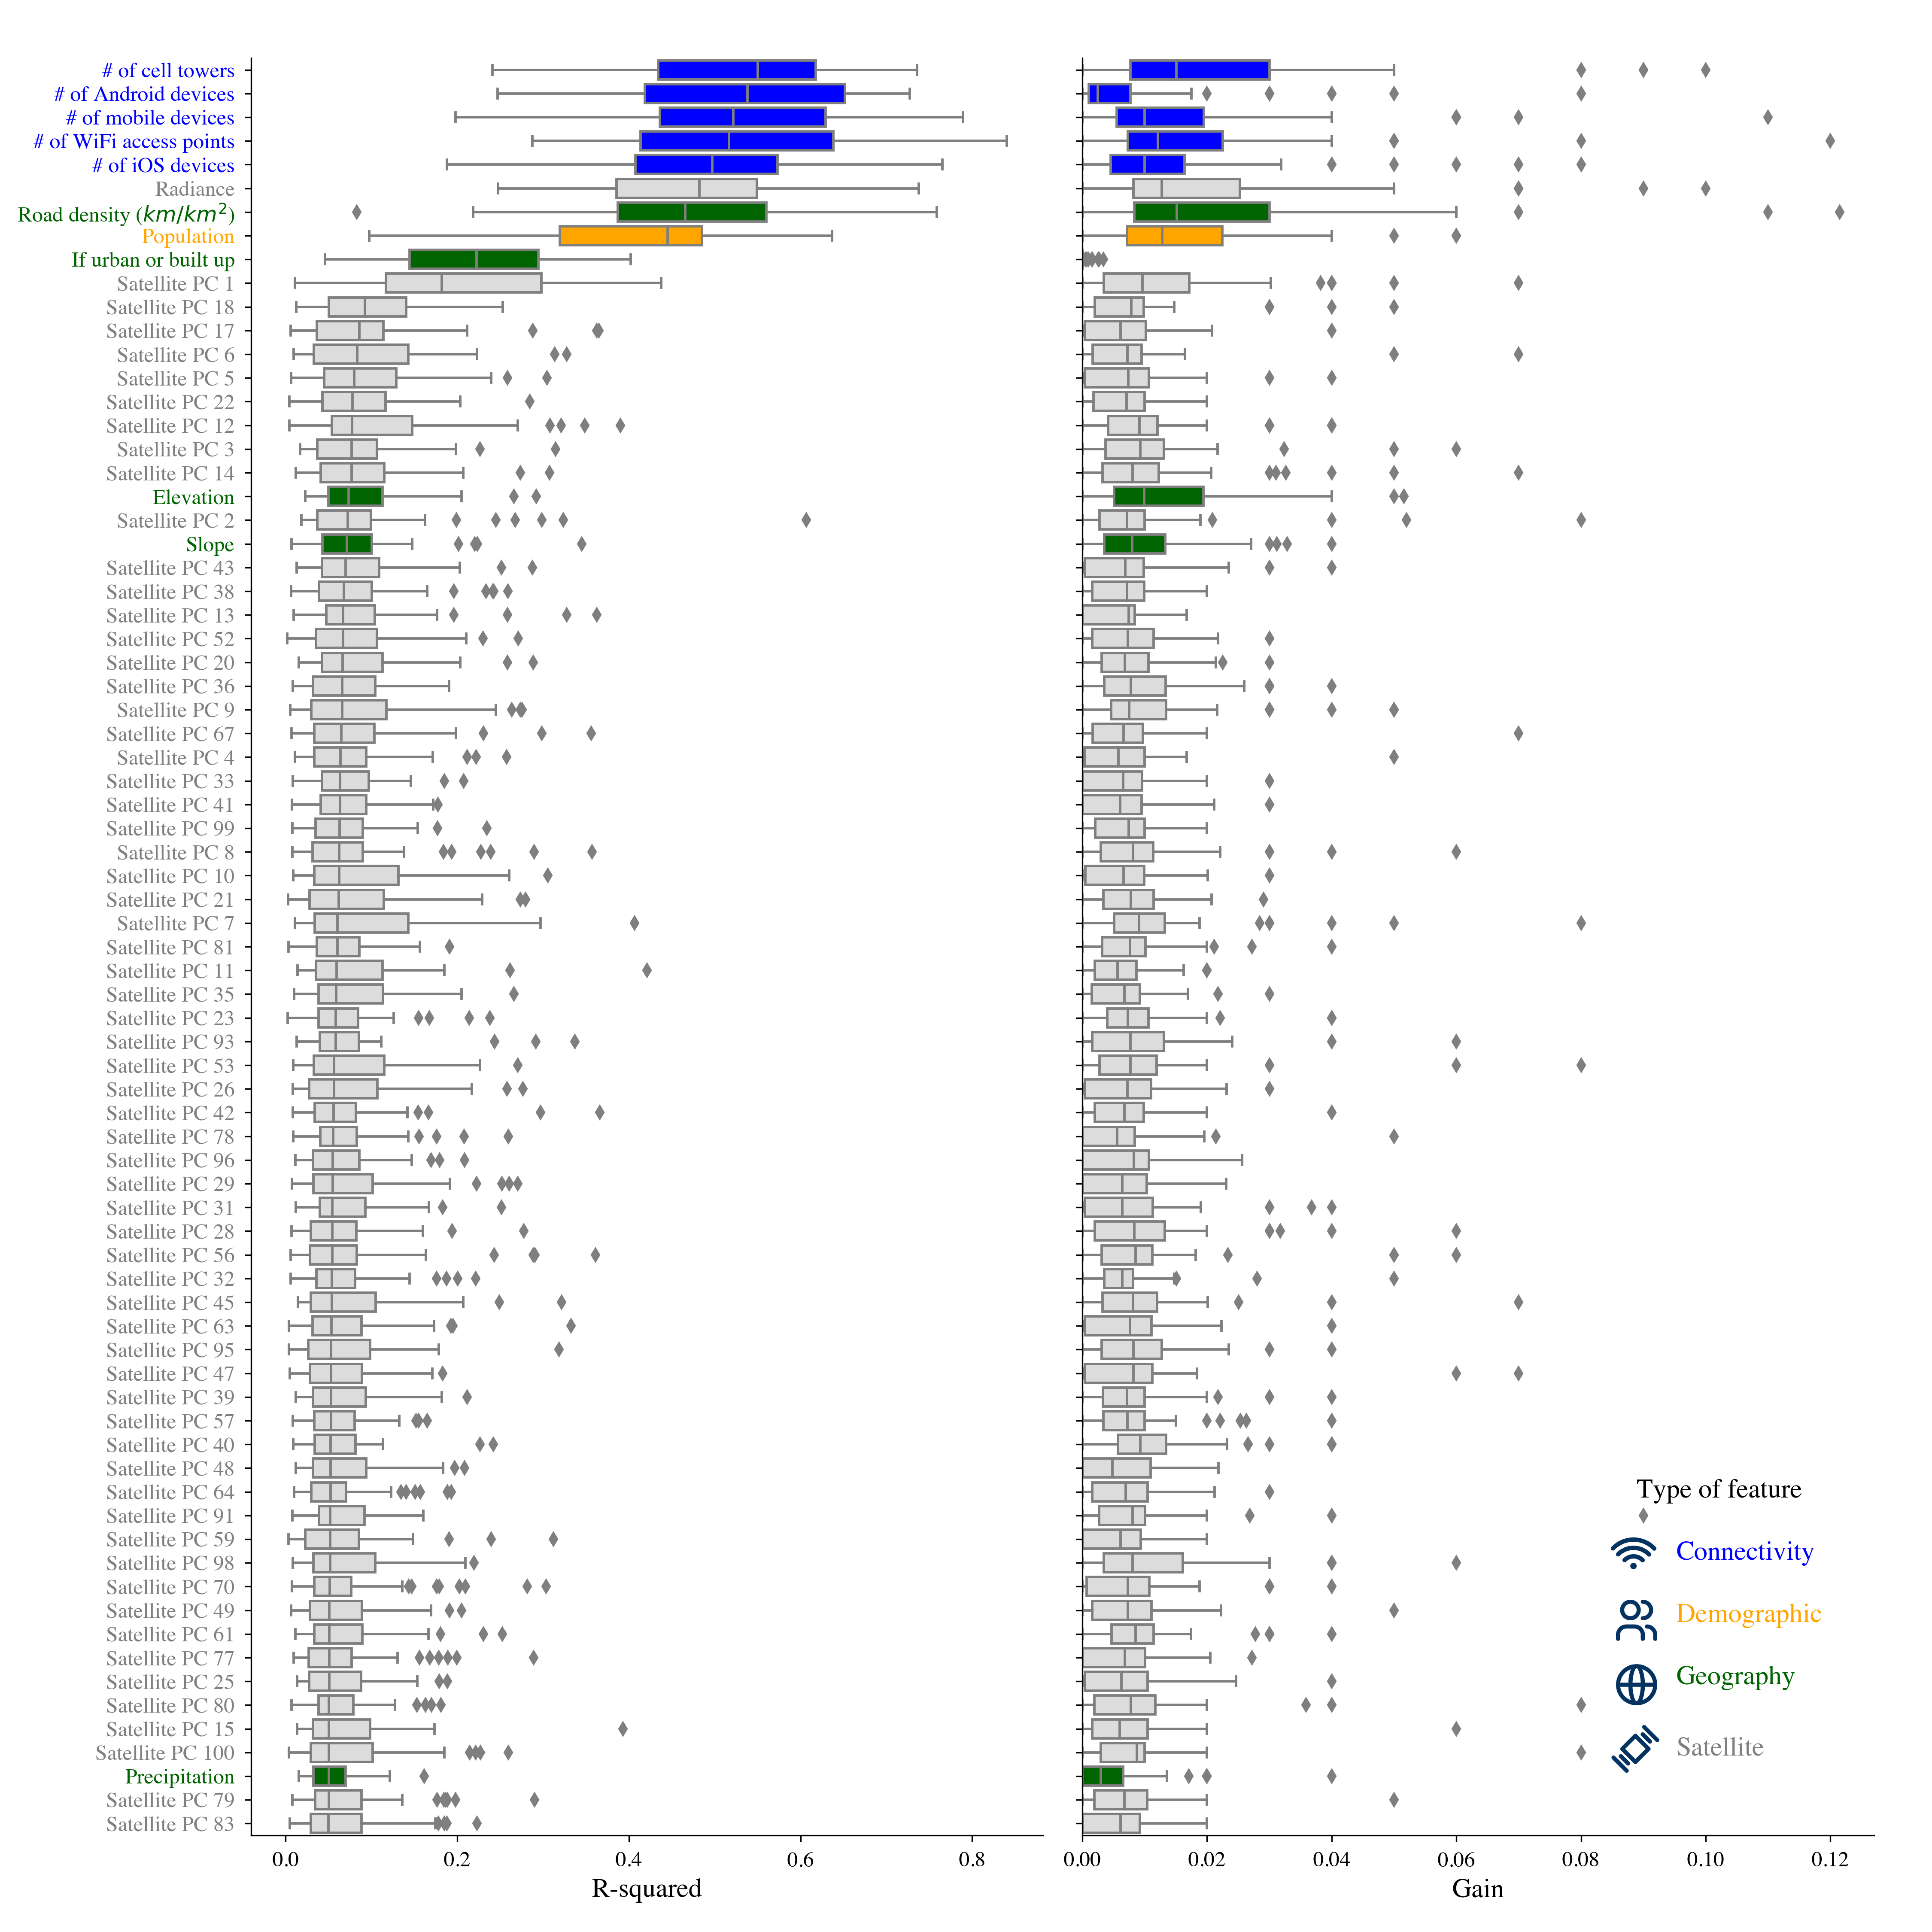 # of cell towers
# of Android devices
# of mobile devices
# of WiFi access points
# of iOS devices
Radiance
Road density (km/km²)
Population
If urban or built up
Satellite PC 1
Satellite PC 18
Satellite PC 17
Satellite PC 6
Satellite PC 5
Satellite PC 22
Satellite PC 12
Satellite PC 3
Satellite PC 14
Elevation
Satellite PC 2
Slope
Satellite PC 43
Satellite PC 38
Satellite PC 13
Satellite PC 52
Satellite PC 20
Satellite PC 36
Satellite PC 9
Satellite PC 67
Satellite PC 4
Satellite PC 33
Satellite PC 41
Satellite PC 99
Satellite PC 8
Satellite PC 10
Satellite PC 21
Satellite PC 7
Satellite PC 81
Satellite PC 11
Satellite PC 35
Satellite PC 23
Satellite PC 93
Satellite PC 53
Satellite PC 26
Satellite PC 42
Satellite PC 78
Satellite PC 96
Satellite PC 29
Satellite PC 31
Satellite PC 28
Satellite PC 56
Satellite PC 32
Satellite PC 45
Satellite PC 63
Satellite PC 95
Satellite PC 47
Satellite PC 39
Satellite PC 57
Satellite PC 40
Satellite PC 48
Satellite PC 64
Satellite PC 91
Satellite PC 59
Satellite PC 98
Satellite PC 70
Satellite PC 49
Satellite PC 61
Satellite PC 77
Satellite PC 25
Satellite PC 80
Satellite PC 15
Satellite PC 100
Precipitation
Satellite PC 79
Satellite PC 83
0.0 0.2 0.4 0.6 0.8
R-squared
0.00 0.02 0.04 0.06 0.08 0.10 0.12
Gain
Type of feature
Connectivity
Demographic
Geography
Satellite